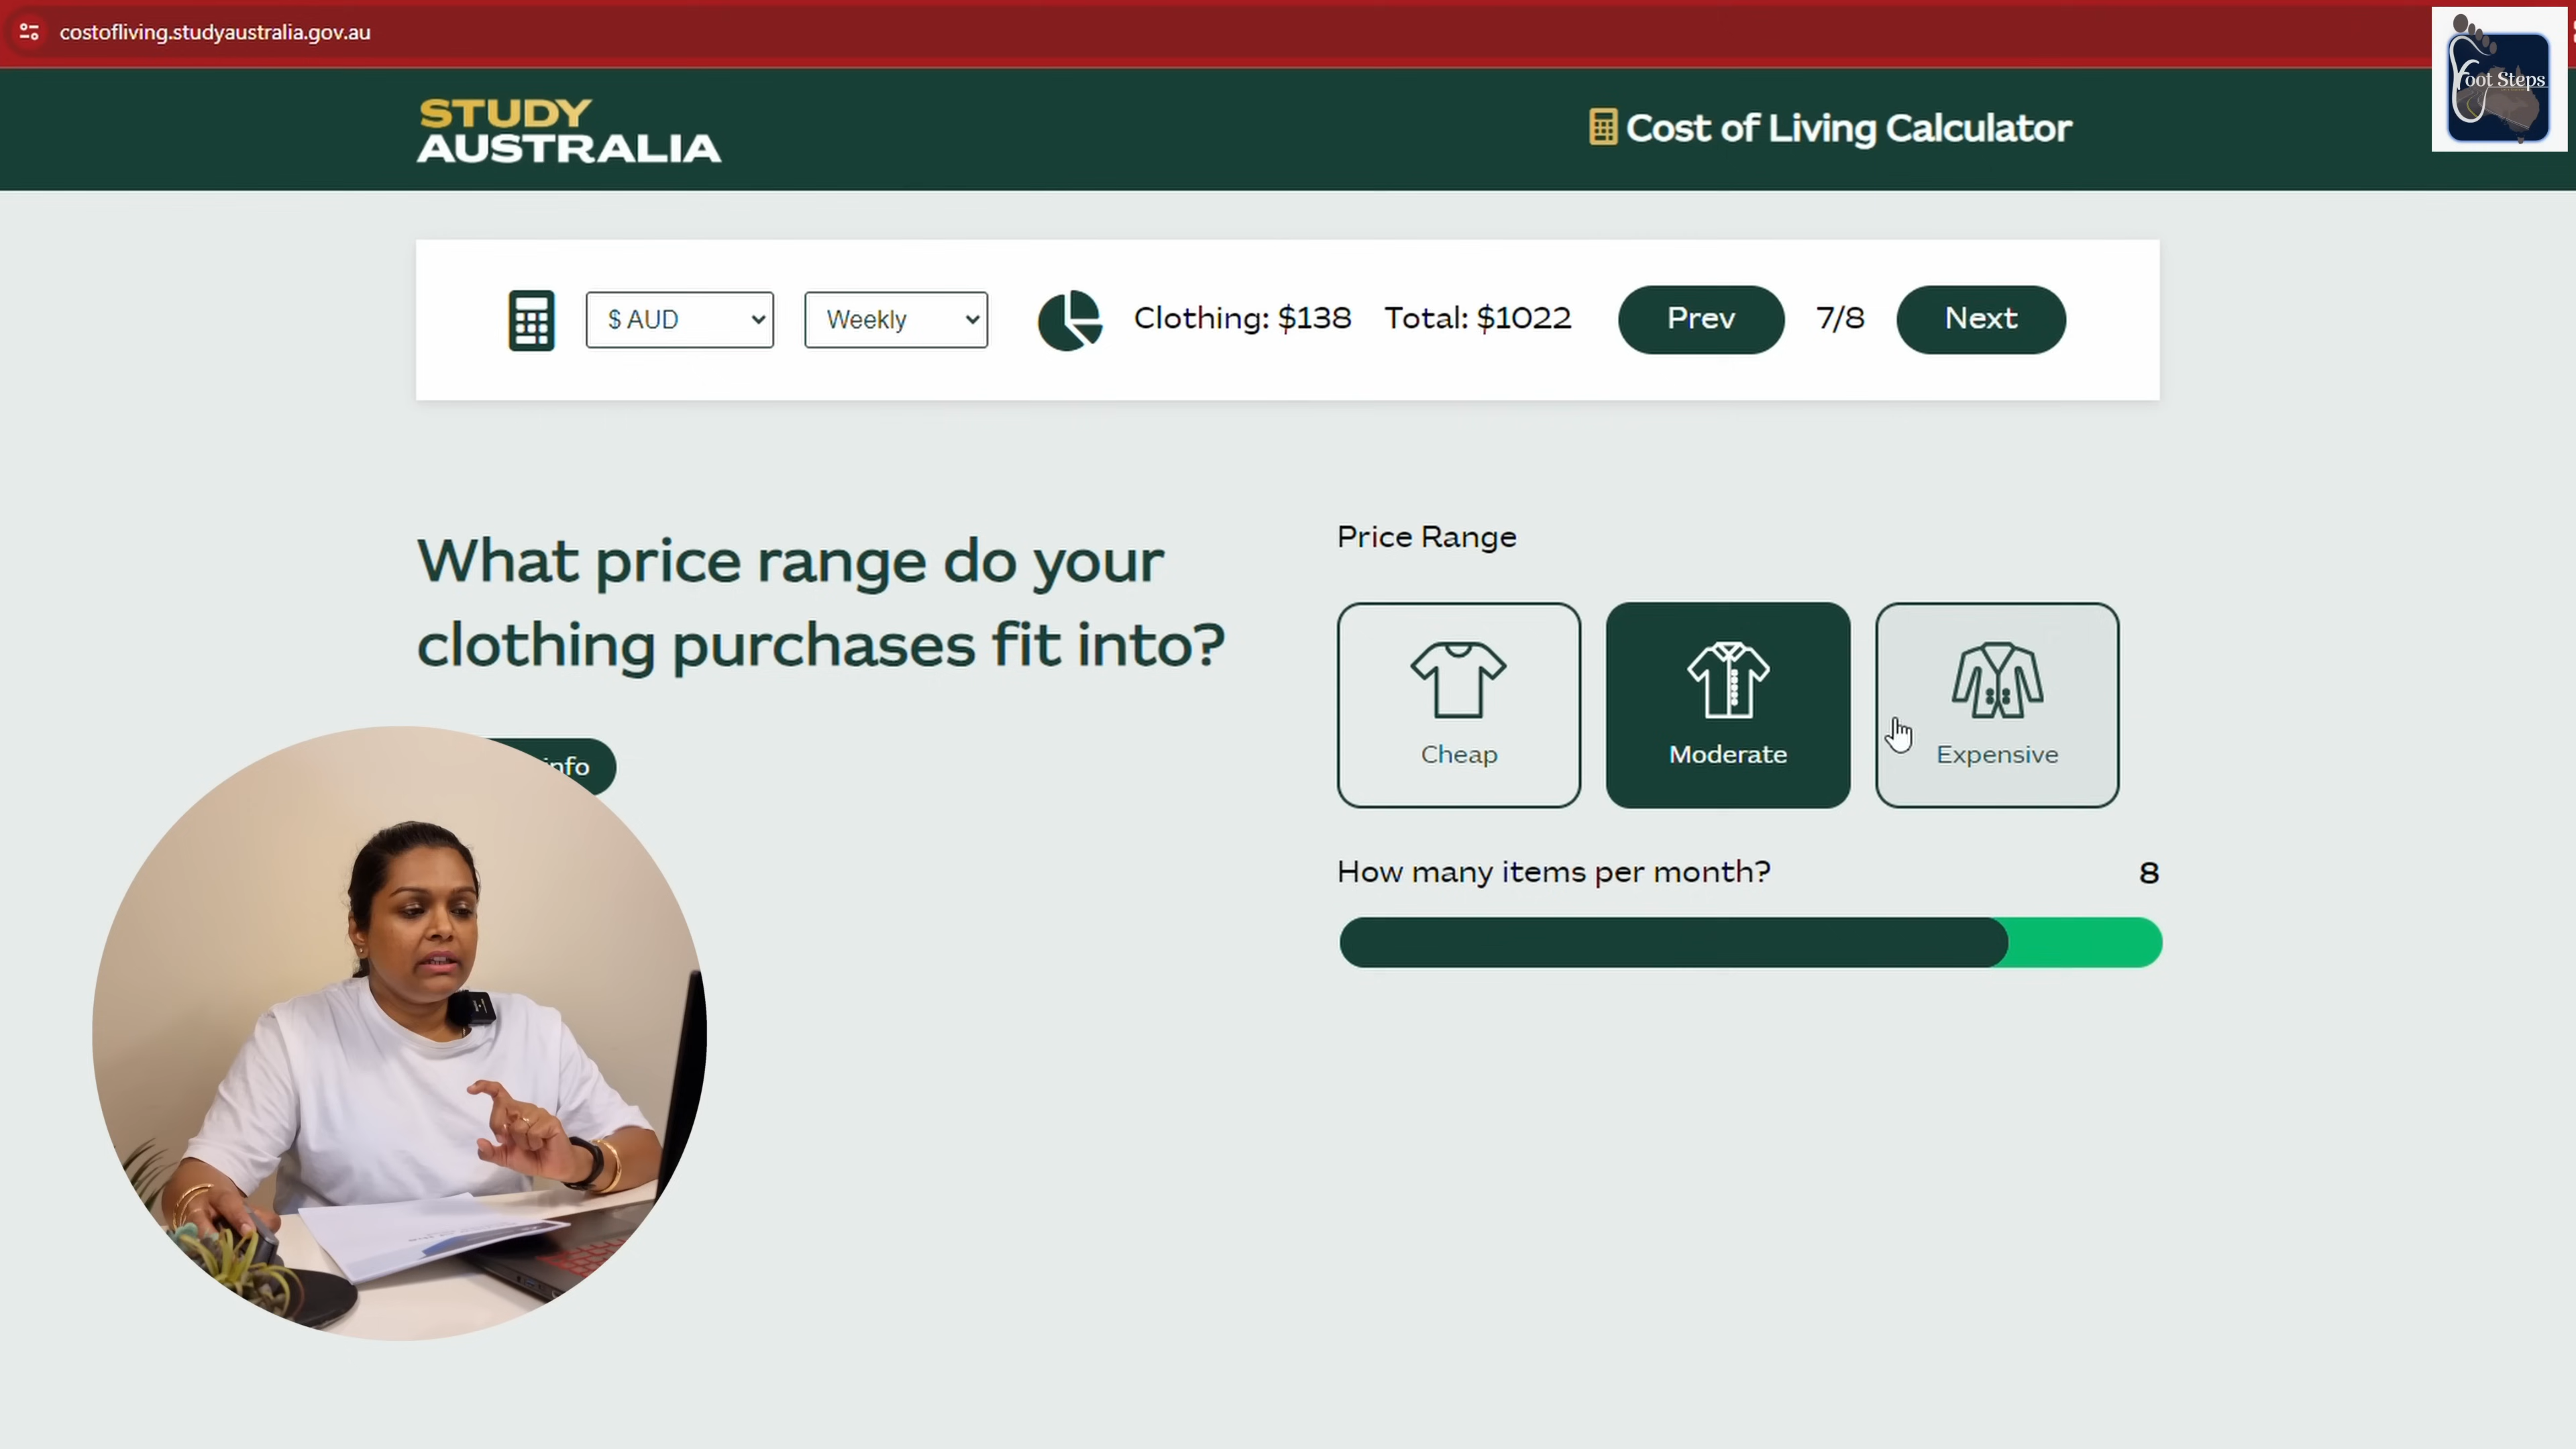 costofliving.studyaustralia.gov.au
Foot Steps
STUDY
AUSTRALIA
Cost of Living Calculator
$ AUD
Weekly
Clothing: $138
Total: $1022
Prev
7/8
Next
What price range do your
clothing purchases fit into?
info
Price Range
Cheap
Moderate
Expensive
How many items per month?
8